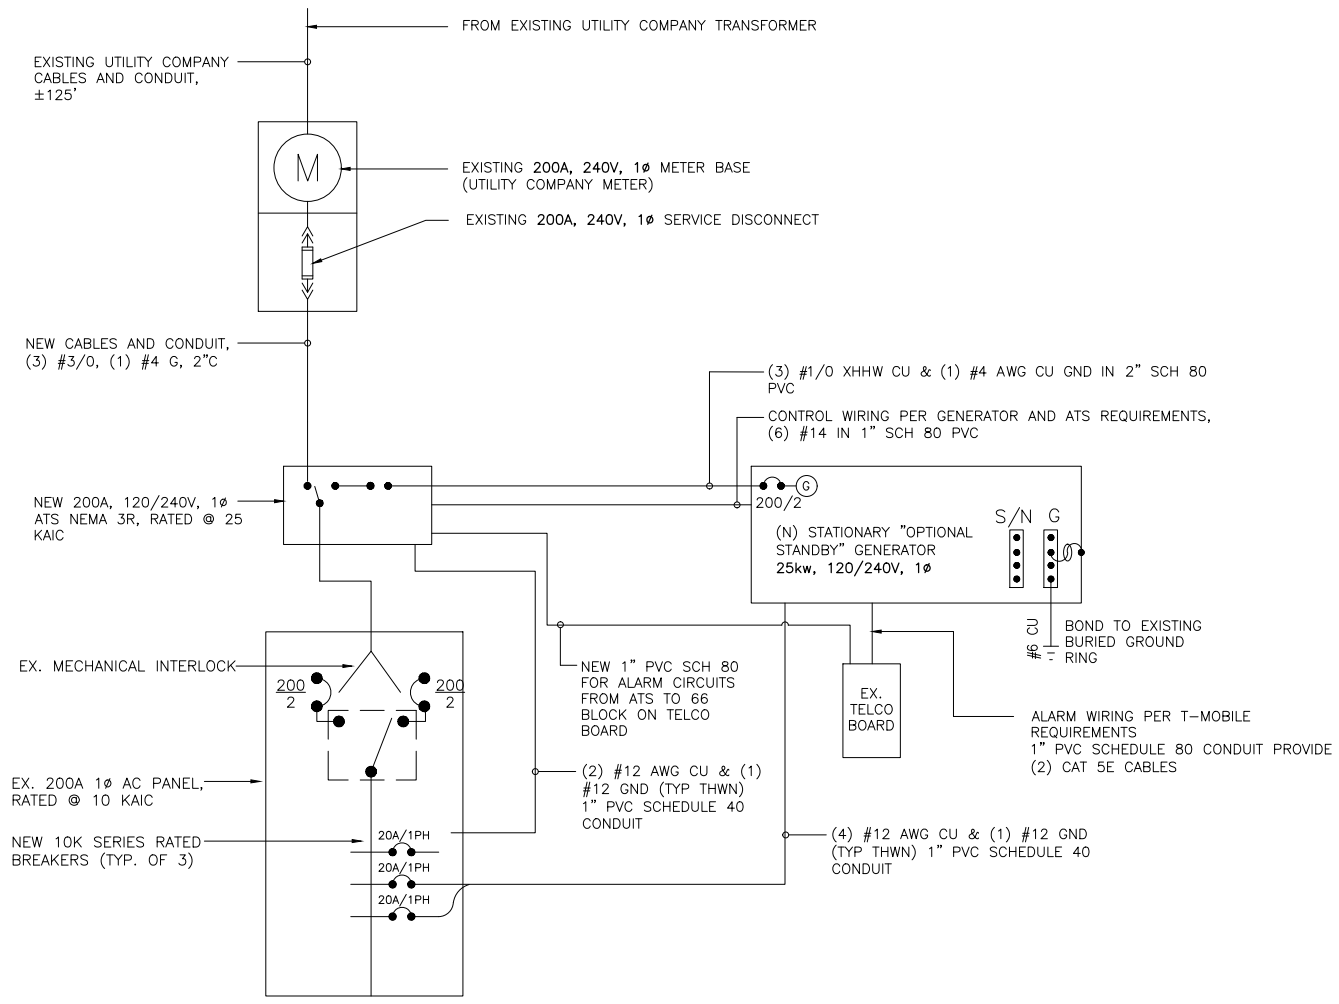 FROM EXISTING UTILITY COMPANY TRANSFORMER
EXISTING UTILITY COMPANY
CABLES AND CONDUIT,
±125'
M
EXISTING 200A, 240V, 1ø METER BASE
(UTILITY COMPANY METER)
EXISTING 200A, 240V, 1ø SERVICE DISCONNECT
NEW CABLES AND CONDUIT,
(3) #3/0, (1) #4 G, 2"C
(3) #1/0 XHHW CU & (1) #4 AWG CU GND IN 2" SCH 80
PVC
CONTROL WIRING PER GENERATOR AND ATS REQUIREMENTS,
(6) #14 IN 1" SCH 80 PVC
NEW 200A, 120/240V, 1ø
ATS NEMA 3R, RATED @ 25
KAIC
G
200/2
S/N G
(N) STATIONARY "OPTIONAL
STANDBY" GENERATOR
25kw, 120/240V, 1ø
#6 CU
BOND TO EXISTING
BURIED GROUND
RING
EX. MECHANICAL INTERLOCK
200
2
200
2
NEW 1" PVC SCH 80
FOR ALARM CIRCUITS
FROM ATS TO 66
BLOCK ON TELCO
BOARD
EX.
TELCO
BOARD
ALARM WIRING PER T-MOBILE
REQUIREMENTS
1" PVC SCHEDULE 80 CONDUIT PROVIDE
(2) CAT 5E CABLES
EX. 200A 1ø AC PANEL,
RATED @ 10 KAIC
(2) #12 AWG CU & (1)
#12 GND (TYP THWN)
1" PVC SCHEDULE 40
CONDUIT
NEW 10K SERIES RATED
BREAKERS (TYP. OF 3)
20A/1PH
20A/1PH
20A/1PH
(4) #12 AWG CU & (1) #12 GND
(TYP THWN) 1" PVC SCHEDULE 40
CONDUIT